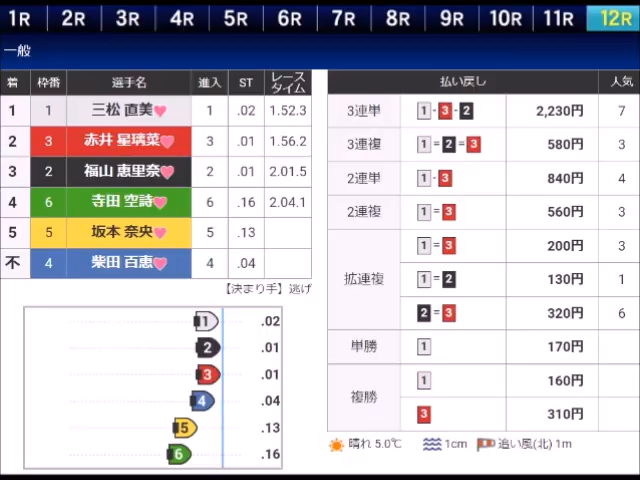 1R 2R 3R 4R 5R 6R 7R 8R 9R 10R 11R 12R
一般
着 枠番 選手名 進入 ST レースタイム
1 1 三松 直美 1 .02 1.52.3
2 3 赤井 星璃菜 3 .01 1.56.2
3 2 福山 恵里奈 2 .01 2.01.5
4 6 寺田 空詩 6 .16 2.04.1
5 5 坂本 奈央 5 .13
不 4 柴田 百恵 4 .04
【決まり手】逃げ
1 .02
2 .01
3 .01
4 .04
5 .13
6 .16
払い戻し 人気
3連単 1-3-2 2,230円 7
3連複 1=2=3 580円 3
2連単 1-3 840円 4
2連複 1=3 560円 3
拡連複 1=3 200円 3
1=2 130円 1
2=3 320円 6
単勝 1 170円
複勝 1 160円
3 310円
晴れ 5.0℃ 1cm 追い風(北) 1m